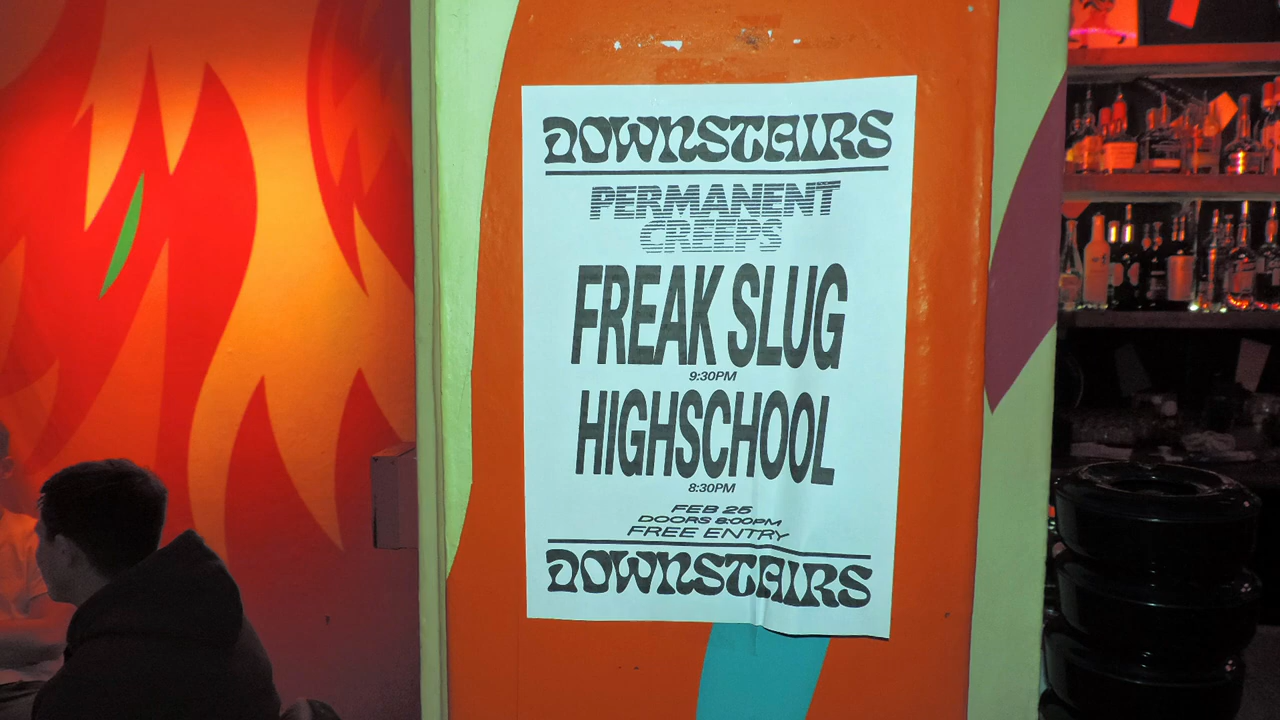 DOWNSTAIRS
PERMANENT
CREEPS
FREAK SLUG
9:30PM
HIGHSCHOOL
8:30PM
FEB 25
DOORS 8:00PM
FREE ENTRY
DOWNSTAIRS